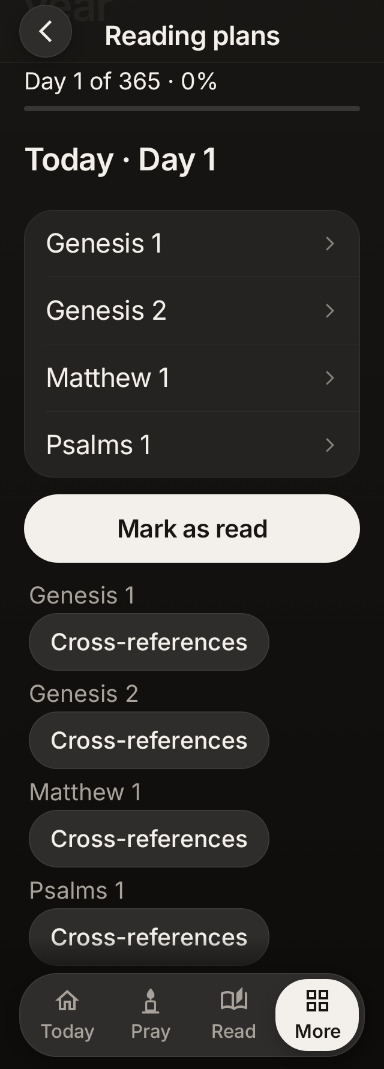 Year
Reading plans
Day 1 of 365 · 0%
Today · Day 1
Genesis 1
Genesis 2
Matthew 1
Psalms 1
Mark as read
Genesis 1
Cross-references
Genesis 2
Cross-references
Matthew 1
Cross-references
Psalms 1
Cross-references
Today
Pray
Read
More